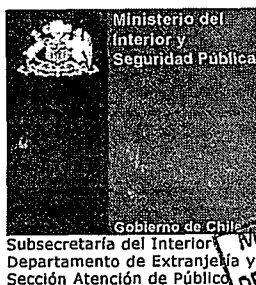 Ministerio del
Interior y
Seguridad Pública
Gobierno de Chile
Subsecretaría del Interior
Departamento de Extranjería y
Sección Atención de Público